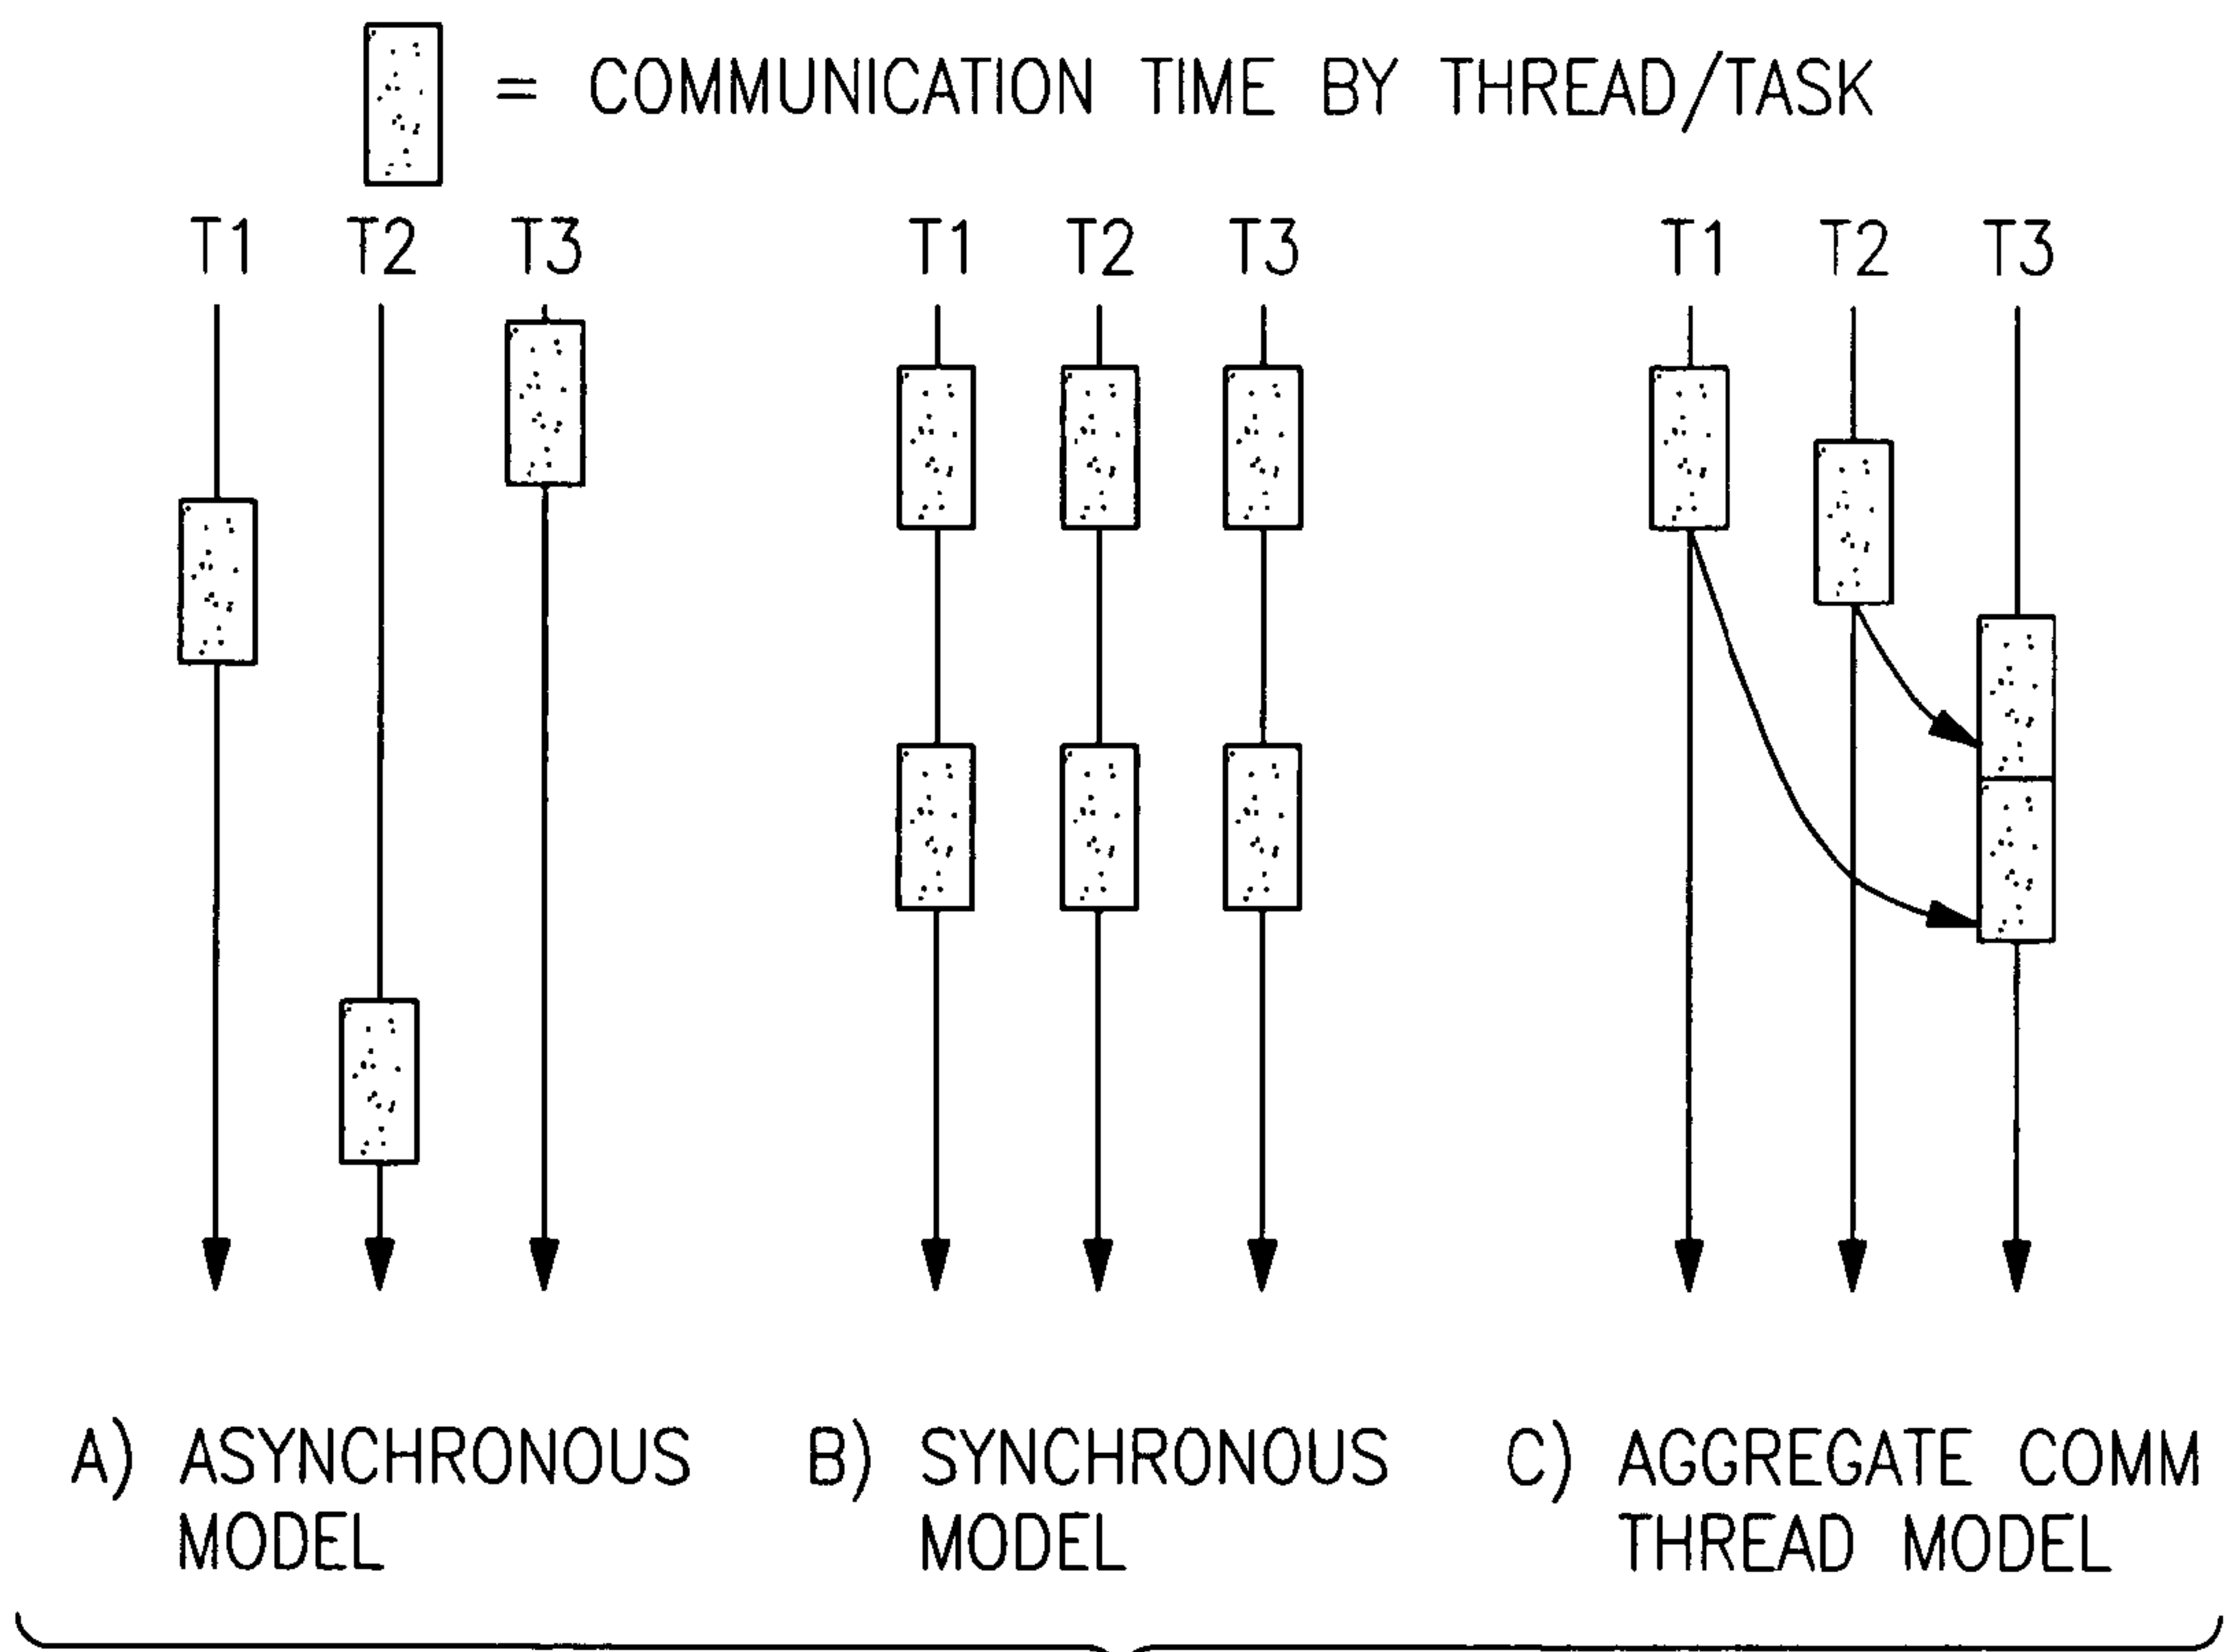 = COMMUNICATION TIME BY THREAD/TASK
T1 T2 T3 T1 T2 T3 T1 T2 T3
A) ASYNCHRONOUS MODEL
B) SYNCHRONOUS MODEL
C) AGGREGATE COMM THREAD MODEL